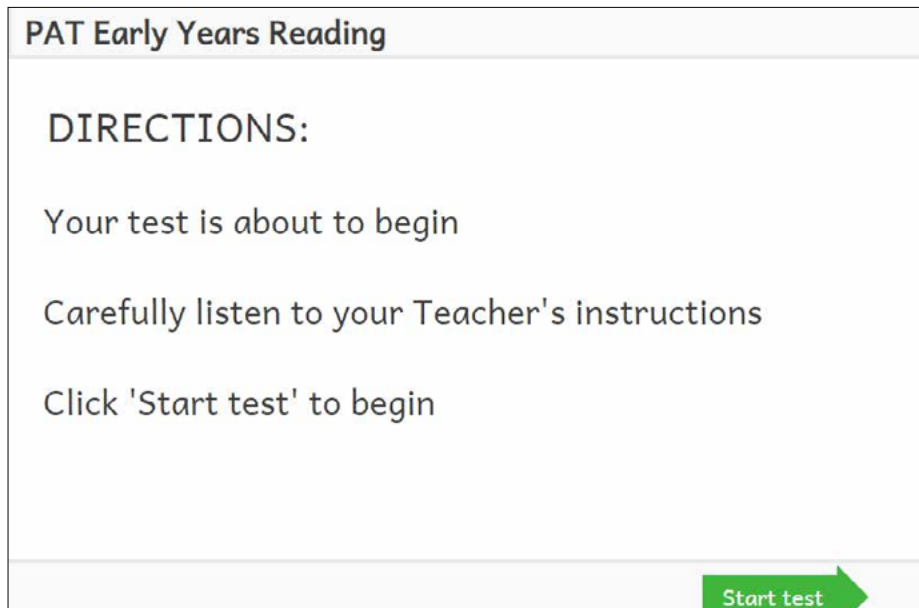 PAT Early Years Reading
DIRECTIONS:
Your test is about to begin
Carefully listen to your Teacher's instructions
Click 'Start test' to begin
Start test